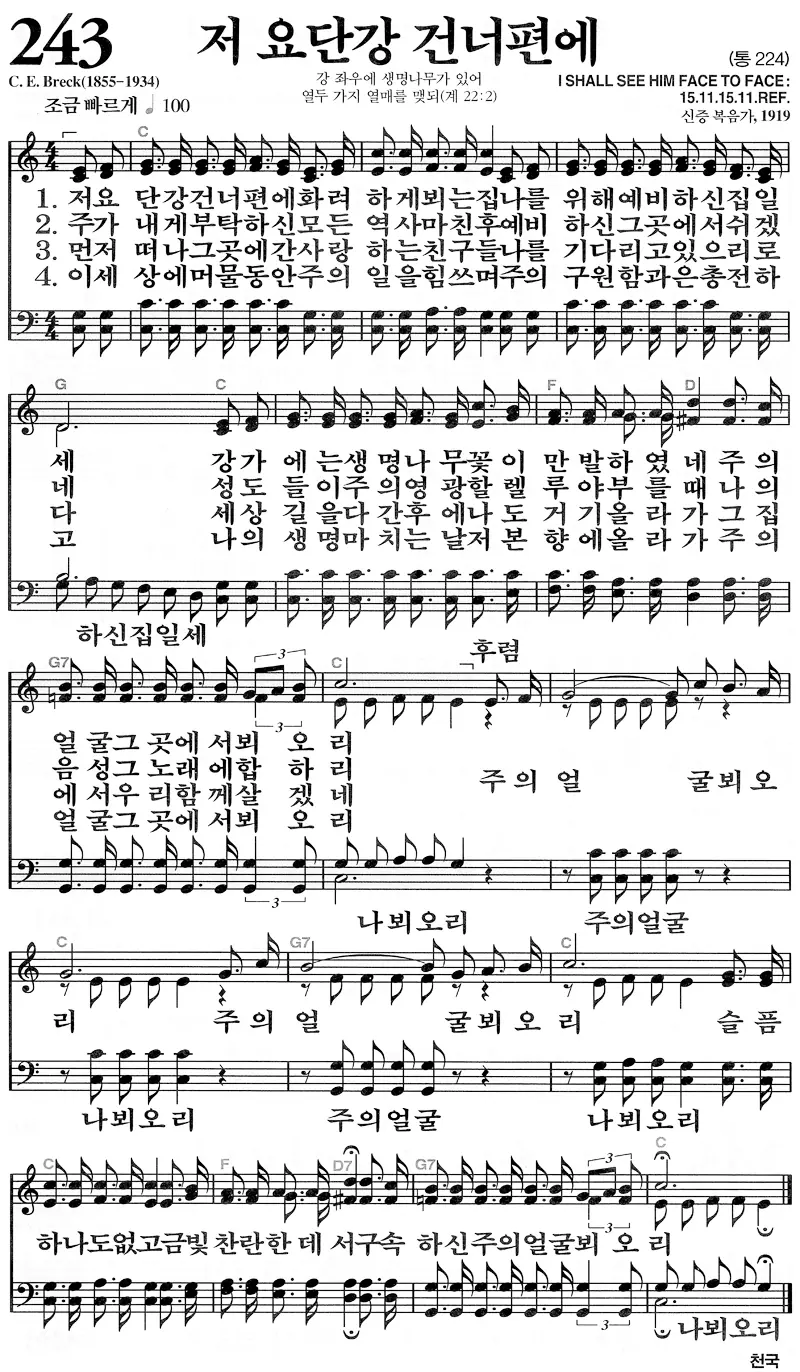 243 저 요단강 건너편에 (통 224)
C. E. Breck(1855-1934) 강 좌우에 생명나무가 있어 I SHALL SEE HIM FACE TO FACE:
열두 가지 열매를 맺되(계 22:2) 15.11.15.11.REF.
조금 빠르게 ♩ 100 신증 복음가, 1919
C
1. 저요 단강건너편에화려 하게뵈는집나를 위해예비하신집일
2. 주가 내게부탁하신모든 역사마친후예비 하신그곳에서쉬겠
3. 먼저 떠나그곳에간사랑 하는친구들나를 기다리고있으리로
4. 이세 상에머물동안주의 일을힘쓰며주의 구원함과은총전하
G C F D
세 강가 에는생명나무꽃이 만발하였네주의
네 성도 들이주의영광할렐루야부를때나의
다 세상 길을다간후에나도거기올라가그집
고 나의 생명마치는날저본향에올라가주의
하신집일세
후렴
G7 3 C
3
얼굴그곳에서뵈오리
음성그노래에합하리 주의얼 굴뵈오
에서우리함께살겠네
얼굴그곳에서뵈오리
3
나뵈오리 주의얼굴
C G7 C
리 주의얼 굴뵈오리 슬픔
나뵈오리 주의얼굴 나뵈오리
C F D7 G7 3 C
3
하나도없고금빛찬란한데서구속하신주의얼굴뵈오리
3
나뵈오리
천국